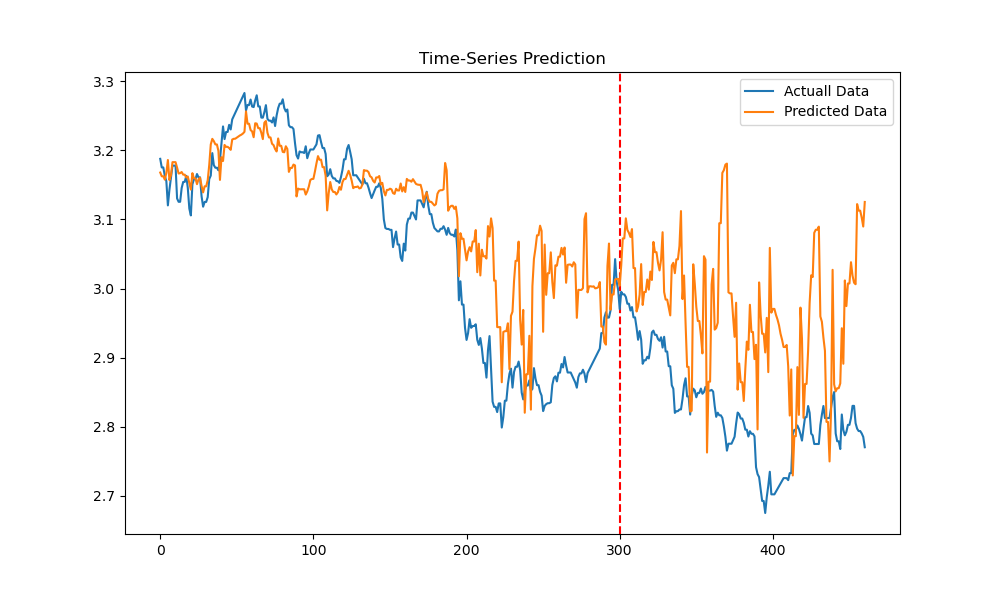 Time-Series Prediction
Actuall Data
Predicted Data
3.3
3.2
3.1
3.0
2.9
2.8
2.7
0 100 200 300 400